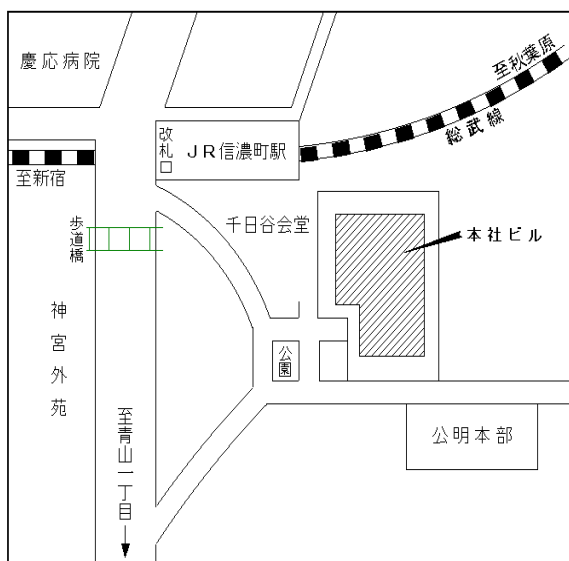 慶応病院
至秋葉原
総武線
改札口
JR信濃町駅
至新宿
歩道橋
千日谷会堂
本社ビル
神宮外苑
公園
至青山一丁目
公明本部